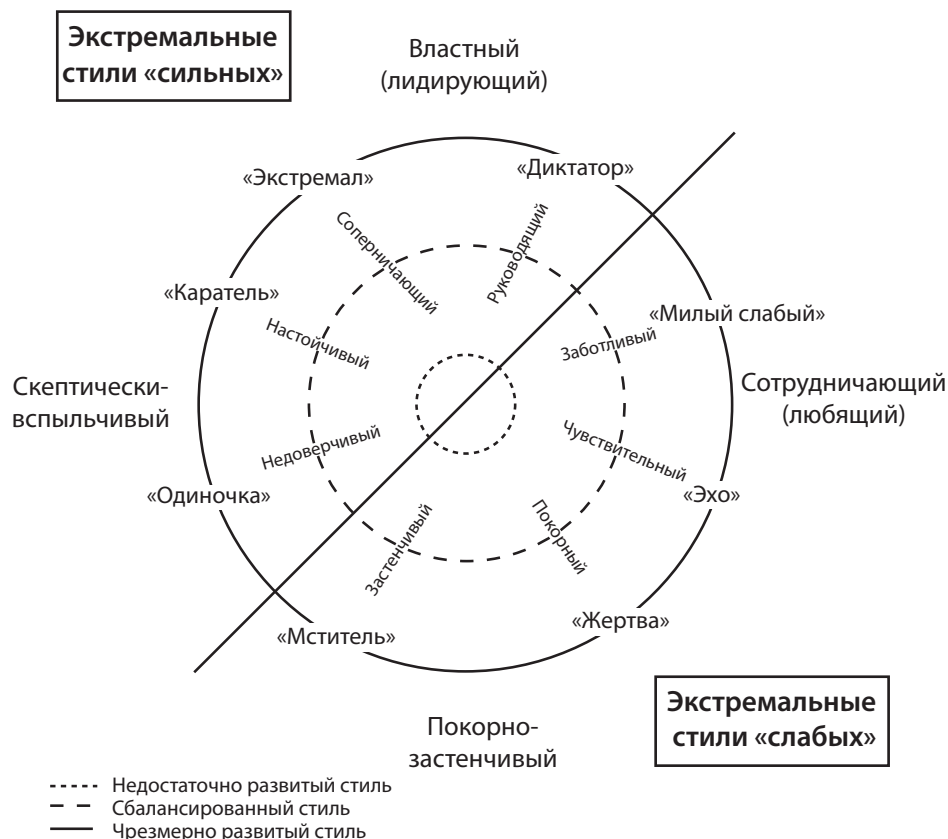 Экстремальные
стили «сильных»
Властный
(лидирующий)
«Экстремал»
«Диктатор»
Соперничающий
Руководящий
«Каратель»
«Милый слабый»
Настойчивый
Заботливый
Скептически-
вспыльчивый
Сотрудничающий
(любящий)
Недоверчивый
Чувствительный
«Одиночка»
«Эхо»
Застенчивый
Покорный
«Мститель»
«Жертва»
Экстремальные
стили «слабых»
Покорно-
застенчивый
Недостаточно развитый стиль
Сбалансированный стиль
Чрезмерно развитый стиль